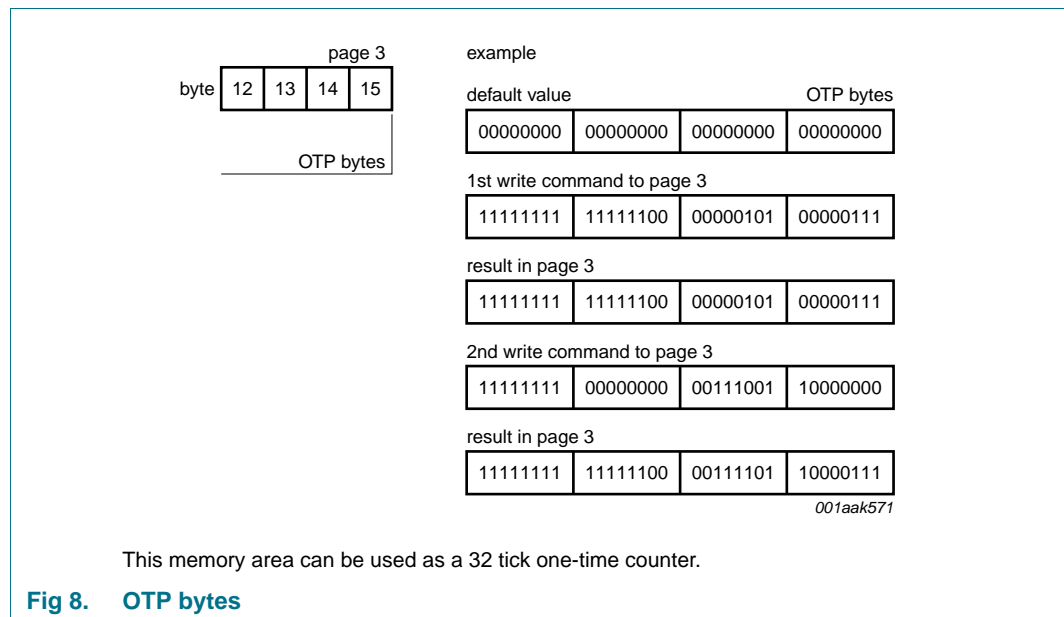 page 3
byte 12 13 14 15
OTP bytes
example
default value OTP bytes
00000000 00000000 00000000 00000000
1st write command to page 3
11111111 11111100 00000101 00000111
result in page 3
11111111 11111100 00000101 00000111
2nd write command to page 3
11111111 00000000 00111001 10000000
result in page 3
11111111 11111100 00111101 10000111
001aak571
This memory area can be used as a 32 tick one-time counter.
Fig 8. OTP bytes